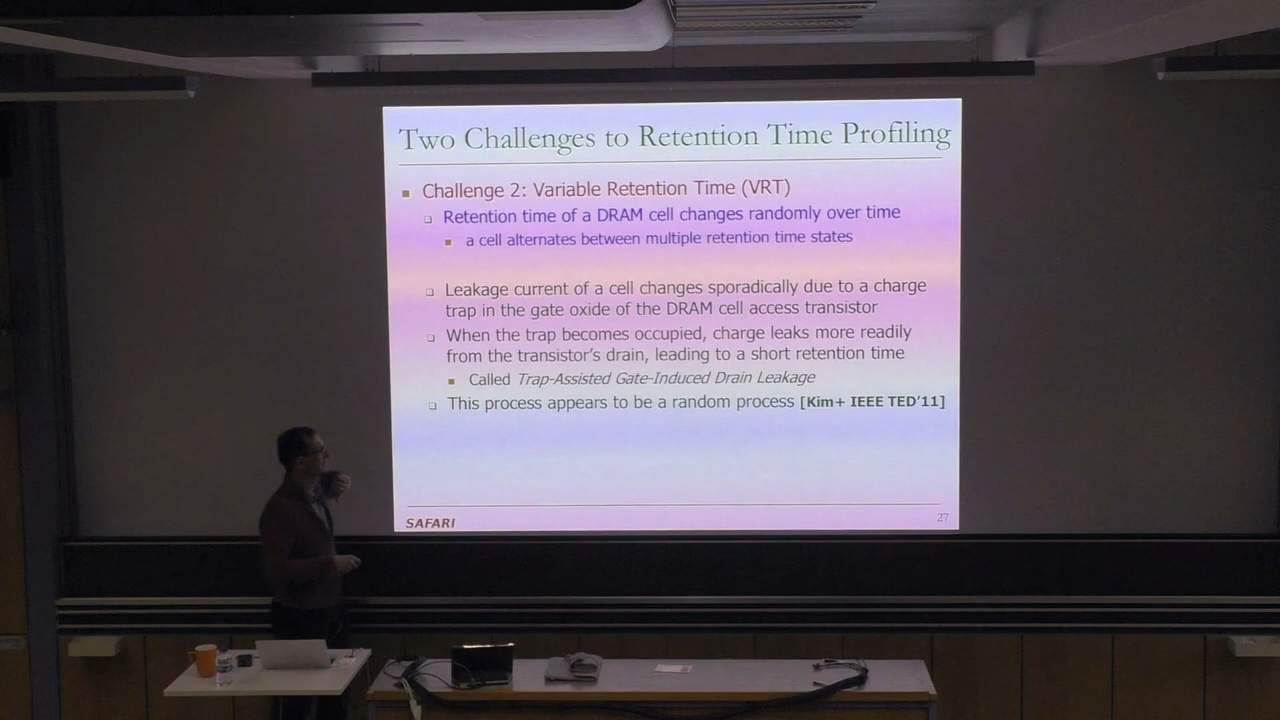 Two Challenges to Retention Time Profiling
Challenge 2: Variable Retention Time (VRT)
Retention time of a DRAM cell changes randomly over time
a cell alternates between multiple retention time states
Leakage current of a cell changes sporadically due to a charge
trap in the gate oxide of the DRAM cell access transistor
When the trap becomes occupied, charge leaks more readily
from the transistor's drain, leading to a short retention time
Called Trap-Assisted Gate-Induced Drain Leakage
This process appears to be a random process [Kim+ IEEE TED'11]
SAFARI
27